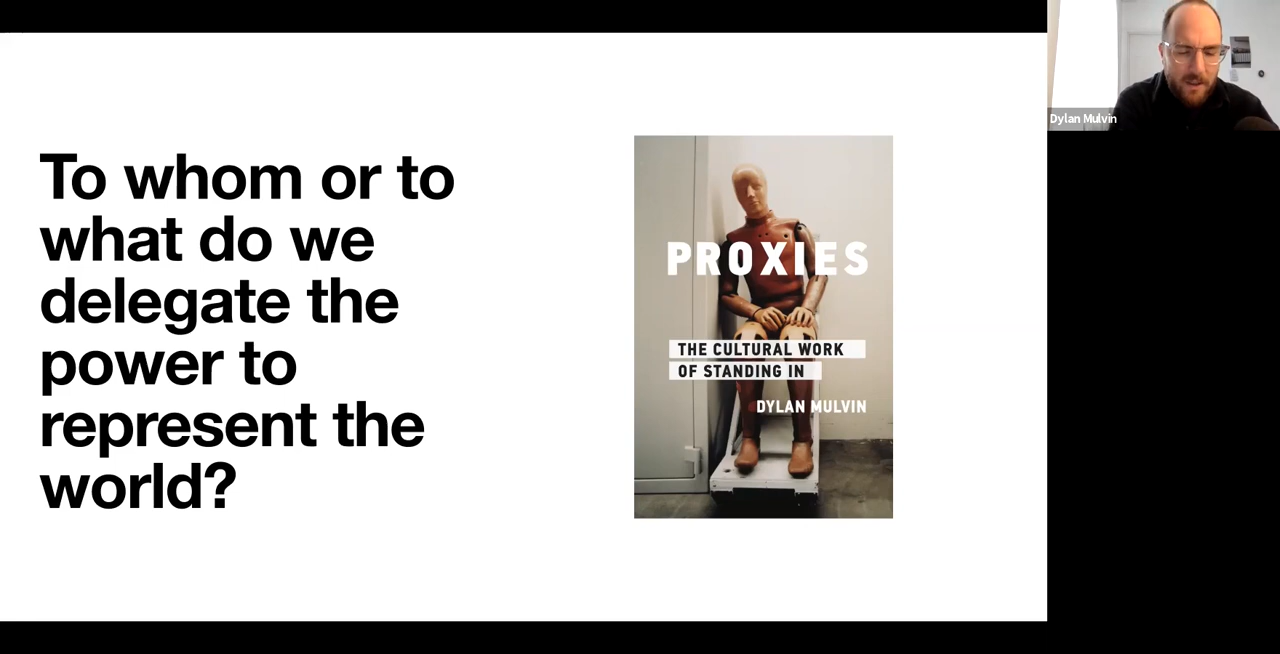 To whom or to
what do we
delegate the
power to
represent the
world?
PROXIES
THE CULTURAL WORK
OF STANDING IN
DYLAN MULVIN
Dylan Mulvin